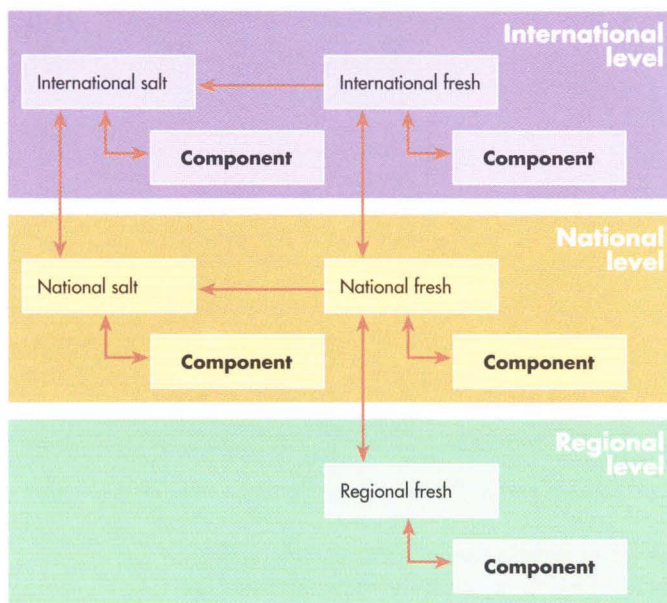 International
level
International salt
International fresh
Component
Component
National
level
National salt
National fresh
Component
Component
Regional
level
Regional fresh
Component